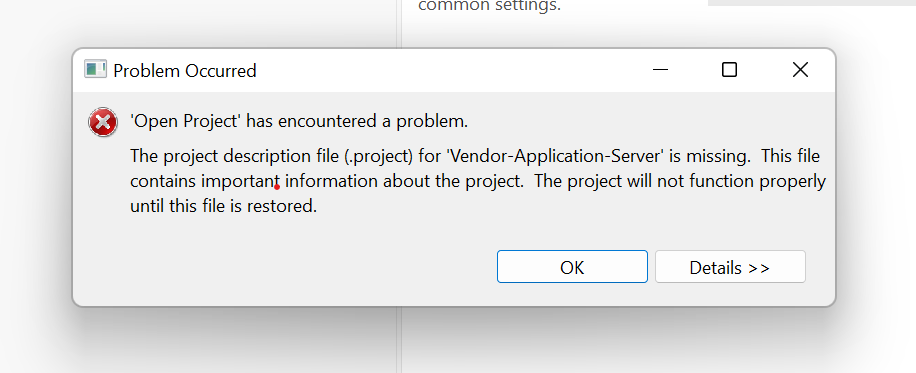 common settings.
Problem Occurred
'Open Project' has encountered a problem.
The project description file (.project) for 'Vendor-Application-Server' is missing.  This file
contains important information about the project.  The project will not function properly
until this file is restored.
OK
Details >>